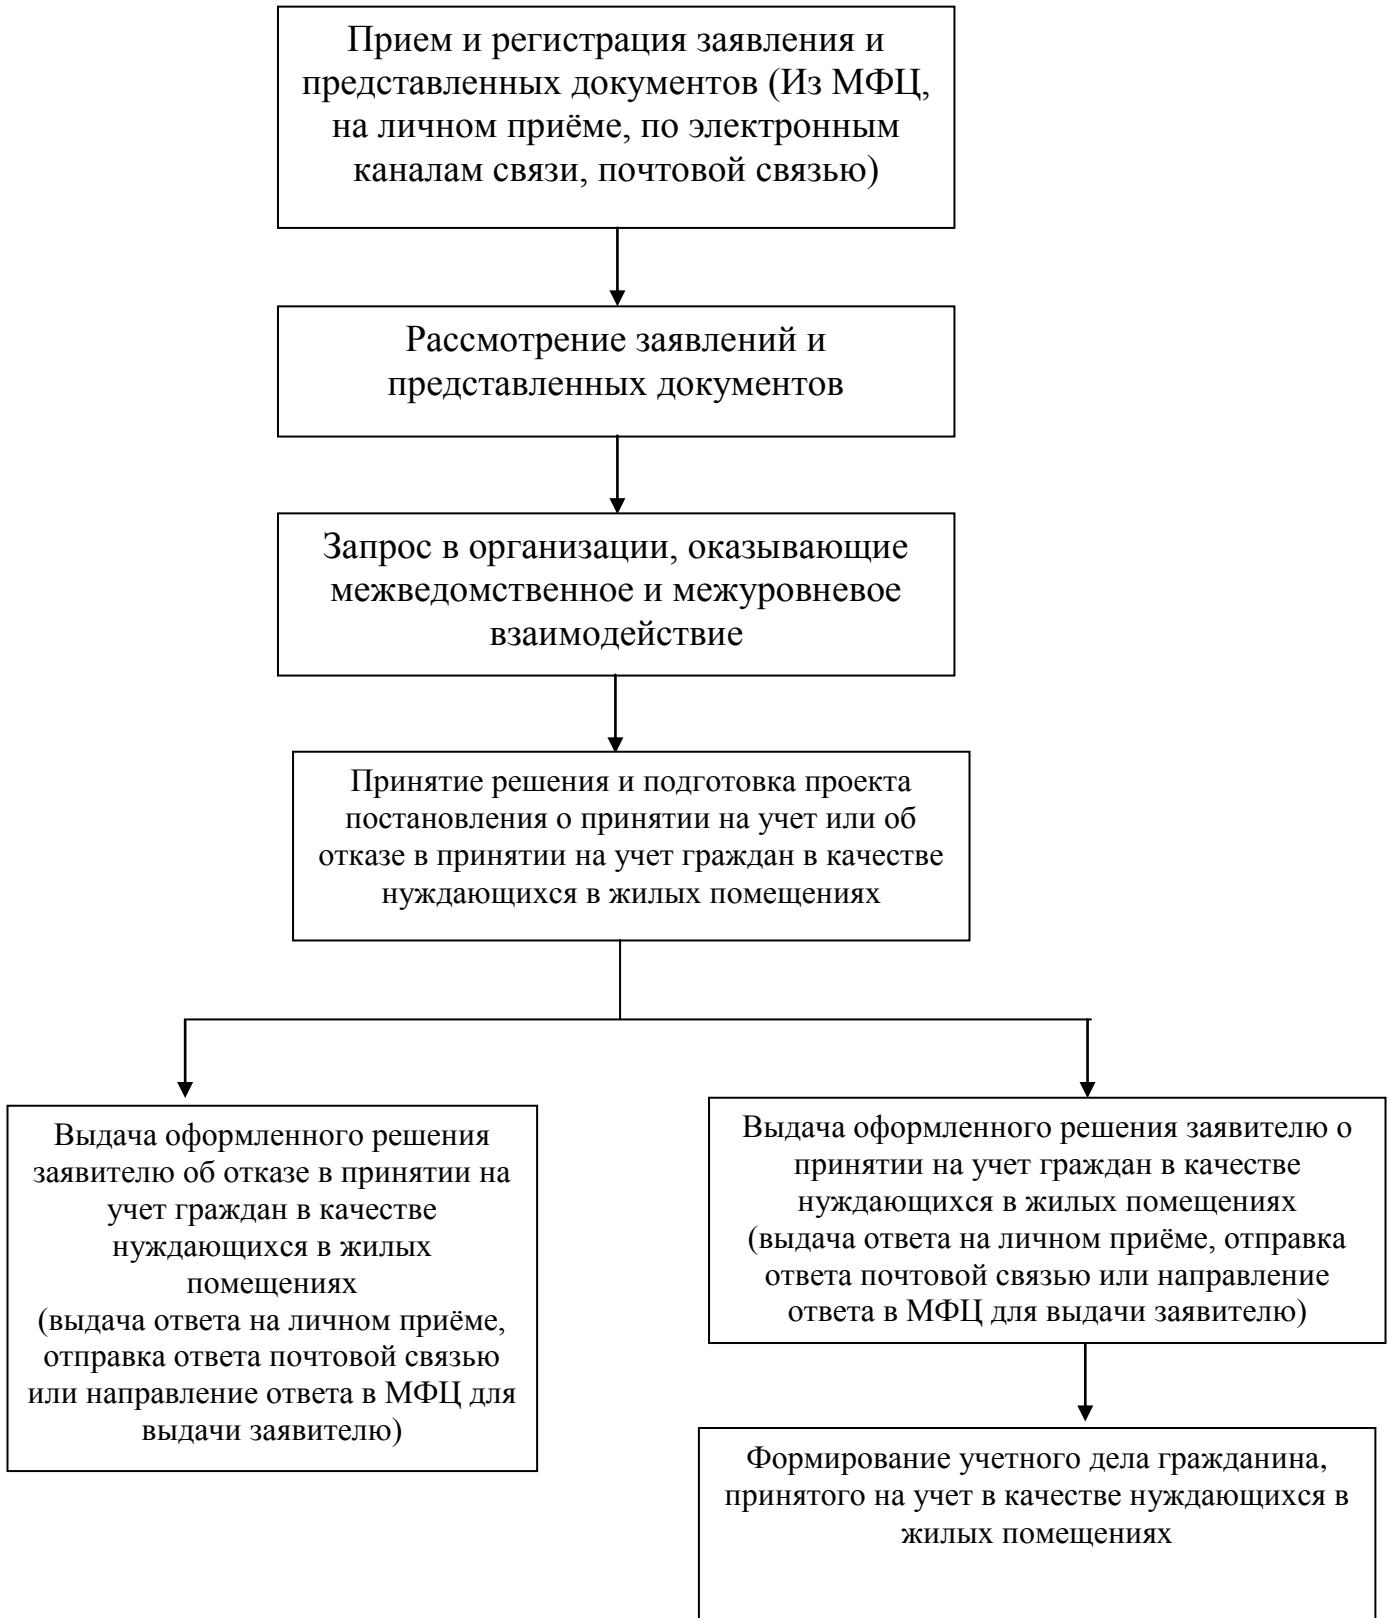 Прием и регистрация заявления и
представленных документов (Из МФЦ,
на личном приёме, по электронным
каналам связи, почтовой связью)
Рассмотрение заявлений и
представленных документов
Запрос в организации, оказывающие
межведомственное и межуровневое
взаимодействие
Принятие решения и подготовка проекта
постановления о принятии на учет или об
отказе в принятии на учет граждан в качестве
нуждающихся в жилых помещениях
Выдача оформленного решения
заявителю об отказе в принятии на
учет граждан в качестве
нуждающихся в жилых
помещениях
(выдача ответа на личном приёме,
отправка ответа почтовой связью
или направление ответа в МФЦ для
выдачи заявителю)
Выдача оформленного решения заявителю о
принятии на учет граждан в качестве
нуждающихся в жилых помещениях
(выдача ответа на личном приёме, отправка
ответа почтовой связью или направление
ответа в МФЦ для выдачи заявителю)
Формирование учетного дела гражданина,
принятого на учет в качестве нуждающихся в
жилых помещениях